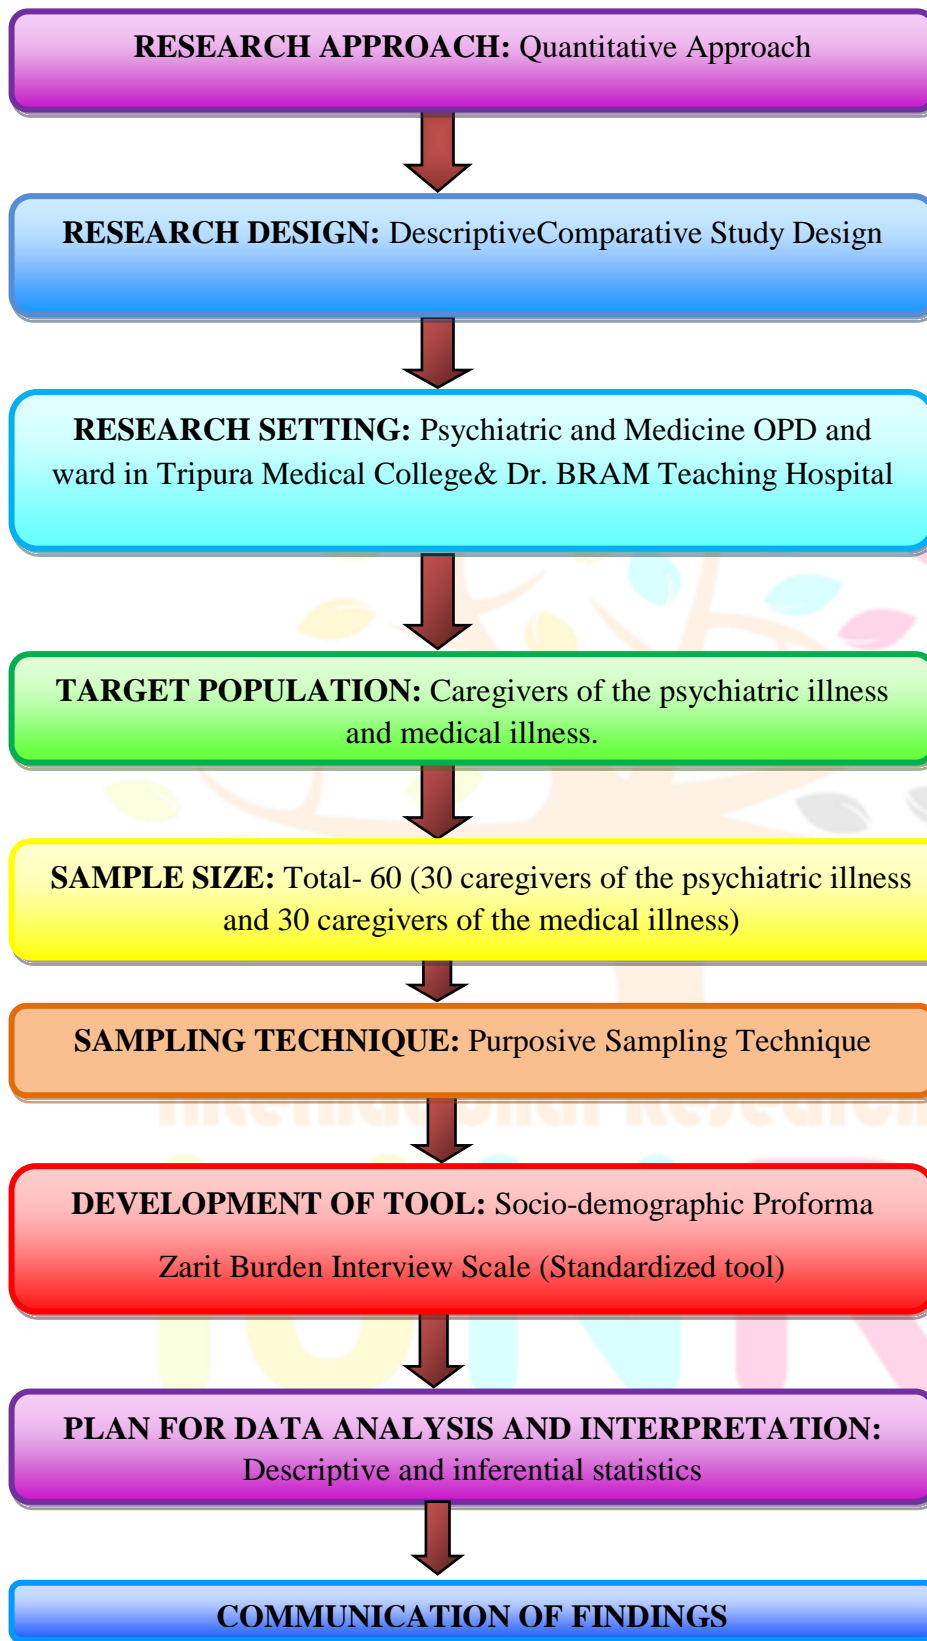 RESEARCH APPROACH: Quantitative Approach
RESEARCH DESIGN: DescriptiveComparative Study Design
RESEARCH SETTING: Psychiatric and Medicine OPD and
ward in Tripura Medical College& Dr. BRAM Teaching Hospital
TARGET POPULATION: Caregivers of the psychiatric illness
and medical illness.
SAMPLE SIZE: Total- 60 (30 caregivers of the psychiatric illness
and 30 caregivers of the medical illness)
SAMPLING TECHNIQUE: Purposive Sampling Technique
International Research
DEVELOPMENT OF TOOL: Socio-demographic Proforma
Zarit Burden Interview Scale (Standardized tool)
IJNR
PLAN FOR DATA ANALYSIS AND INTERPRETATION:
Descriptive and inferential statistics
COMMUNICATION OF FINDINGS